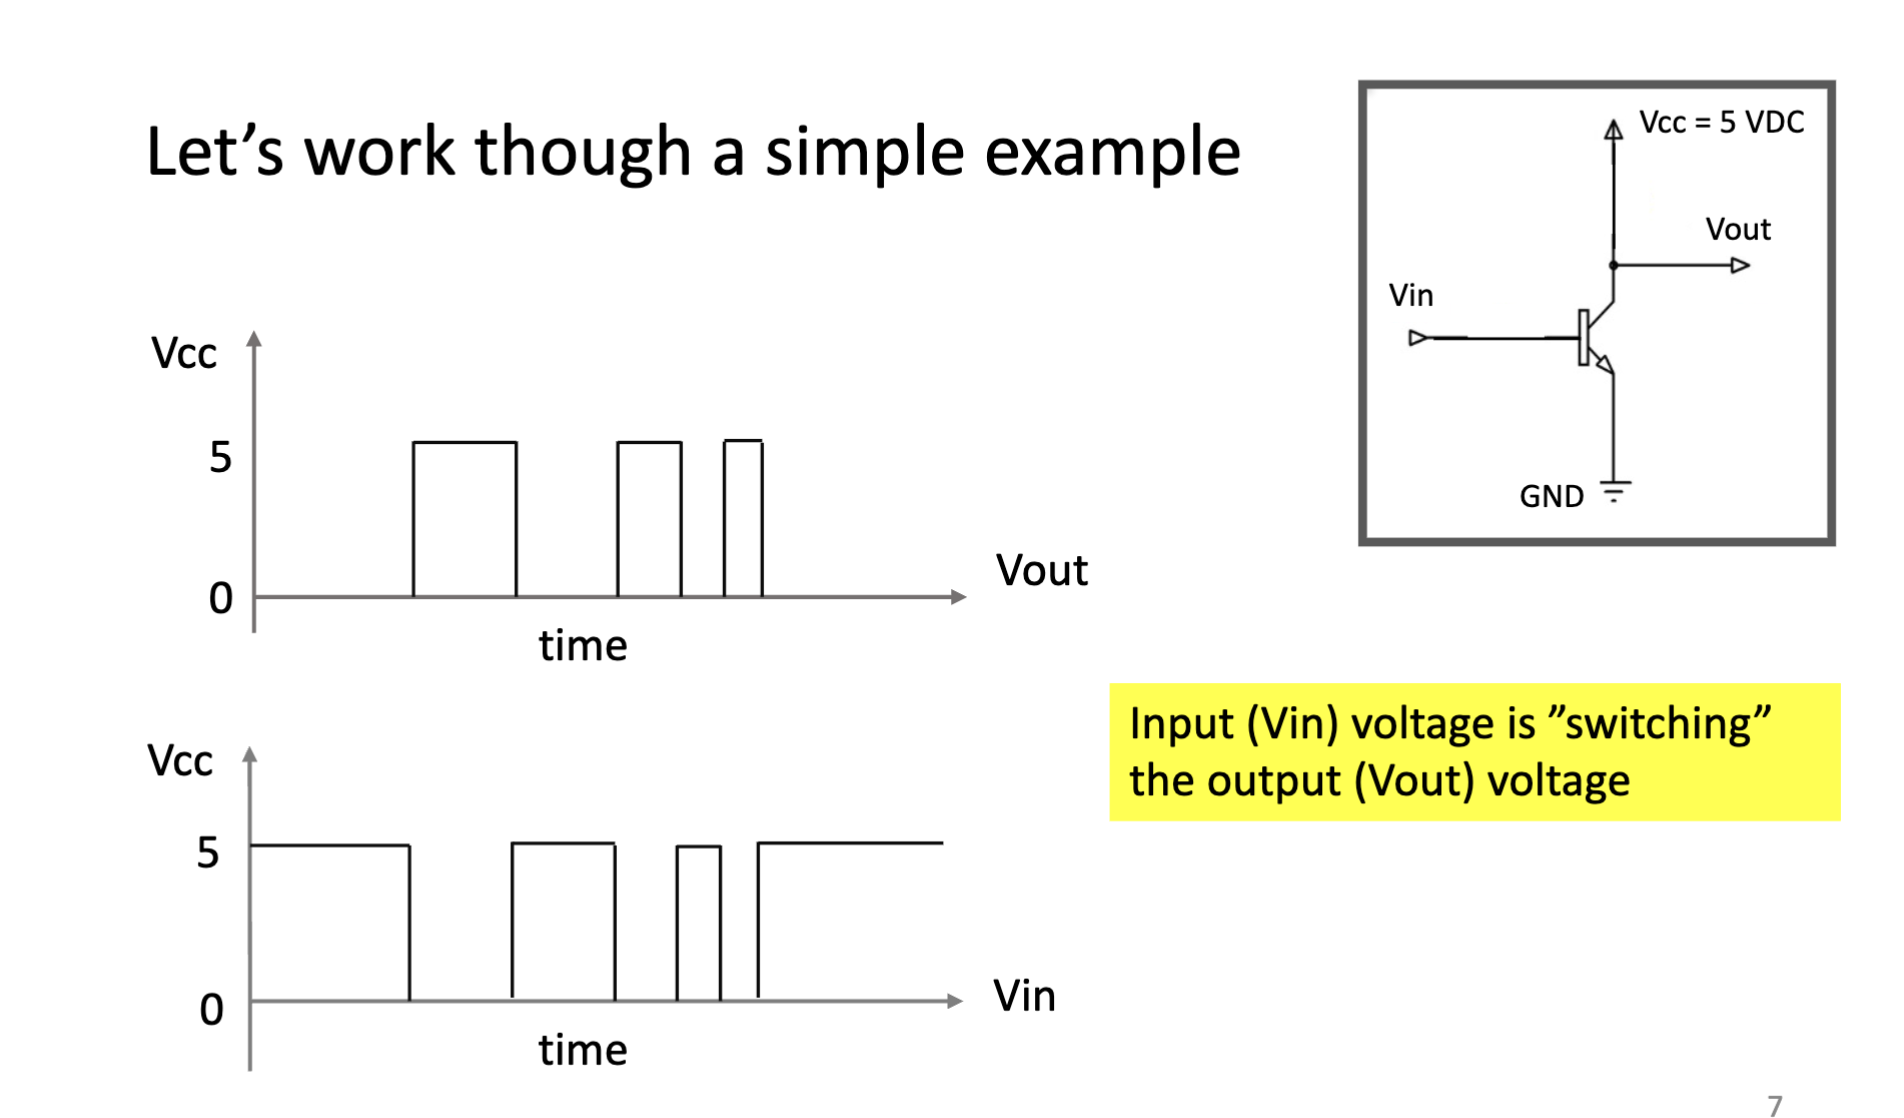 Let’s work though a simple example
Vcc = 5 VDC
Vout
Vin
GND
Vcc
5
0
time
Vout
Vcc
5
0
time
Vin
Input (Vin) voltage is ”switching”
the output (Vout) voltage
7